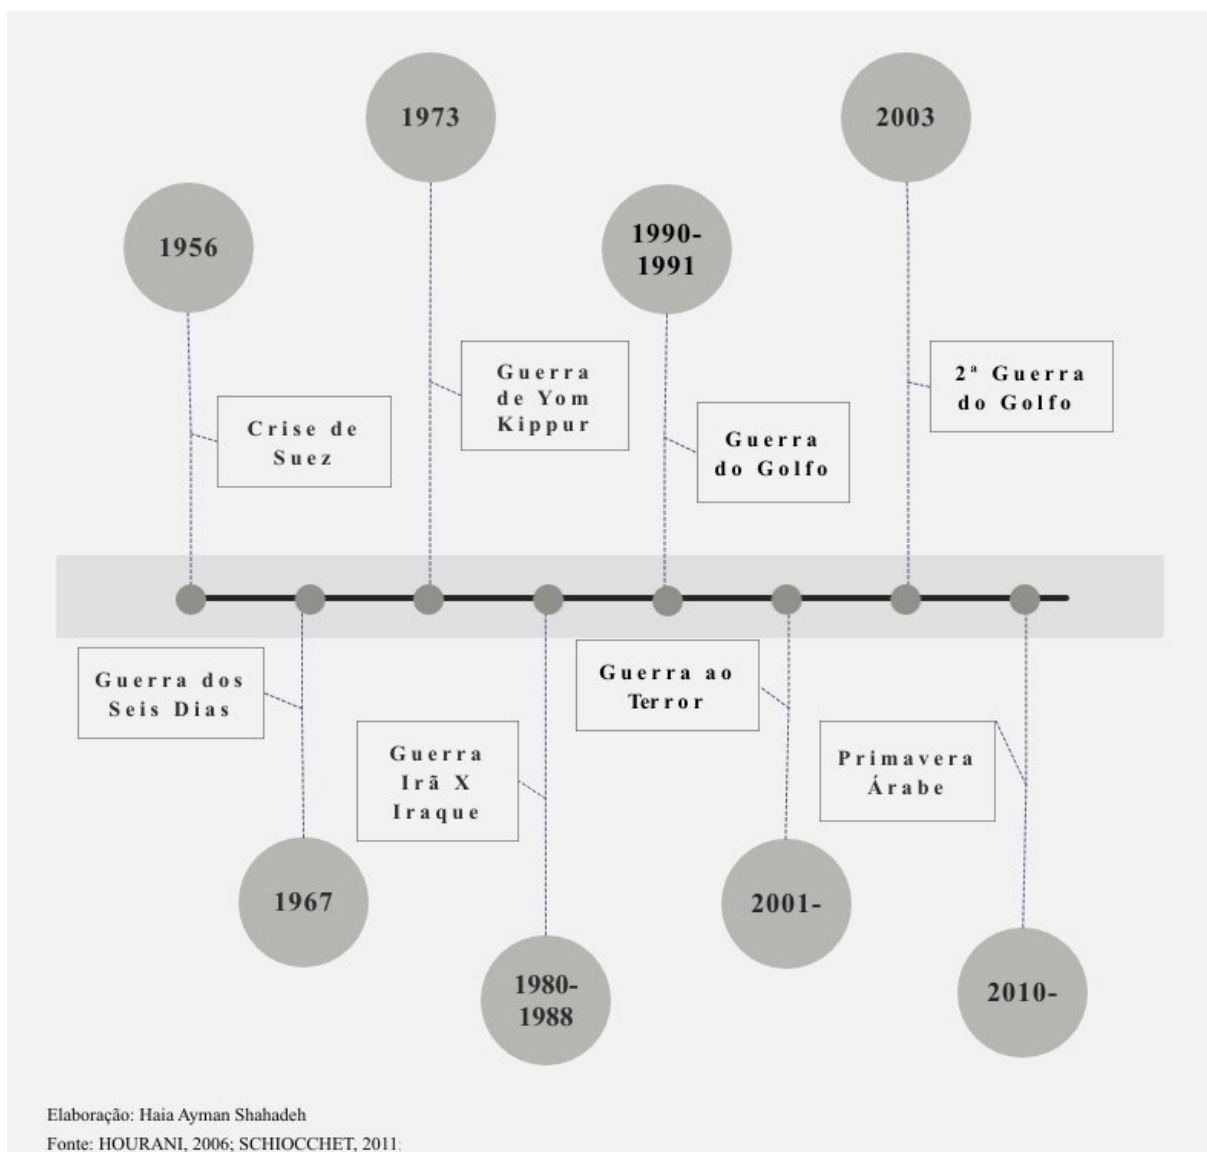 1973
2003
1956
1990-
1991
Guerra
de Yom
Kippur
2ª Guerra
do Golfo
Crise de
Suez
Guerra
do Golfo
Guerra dos
Seis Dias
Guerra ao
Terror
Guerra
Irã X
Iraque
Primavera
Árabe
1967
2001-
1980-
1988
2010-
Elaboração: Haia Ayman Shahadeh
Fonte: HOURANI, 2006; SCHIOCCHET, 2011: